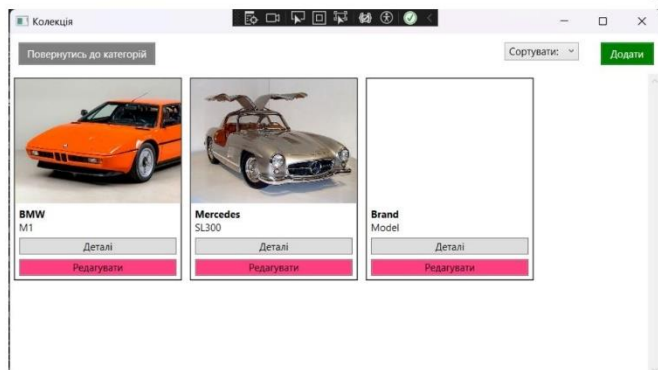 Колекція
Повернутись до категорій
Сортувати:
Додати
BMW
M1
Деталі
Редагувати
Mercedes
SL300
Деталі
Редагувати
Brand
Model
Деталі
Редагувати